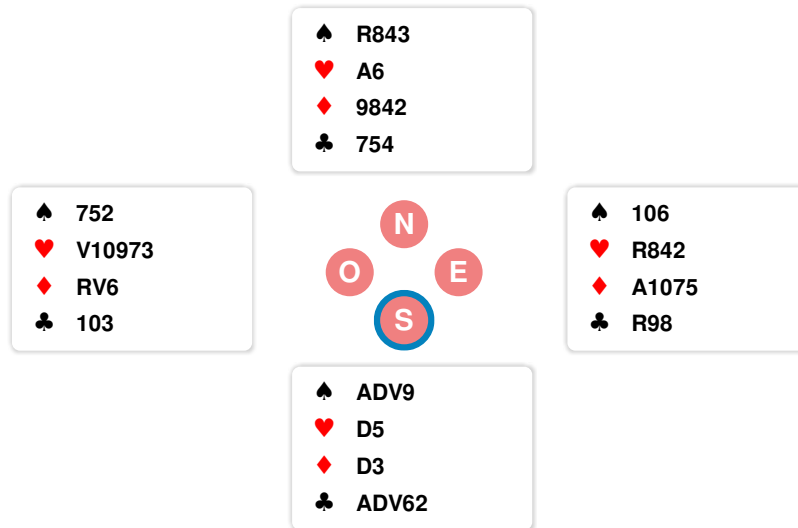 ♠ R843
♥ A6
♦ 9842
♣ 754
♠ 752
♥ V10973
♦ RV6
♣ 103
N
O E
S
♠ 106
♥ R842
♦ A1075
♣ R98
♠ ADV9
♥ D5
♦ D3
♣ ADV62